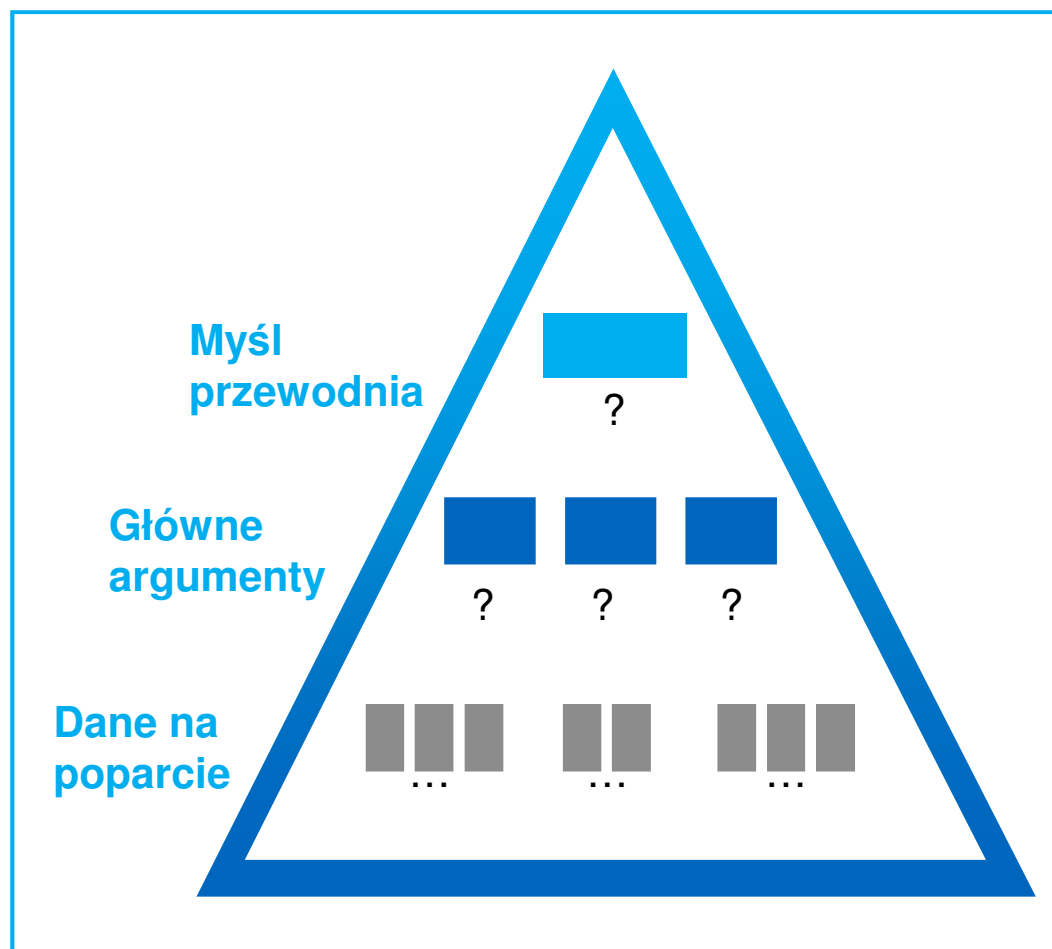 Myśl
przewodnia
?
Główne
argumenty
? ? ?
Dane na
poparcie
... ... ...